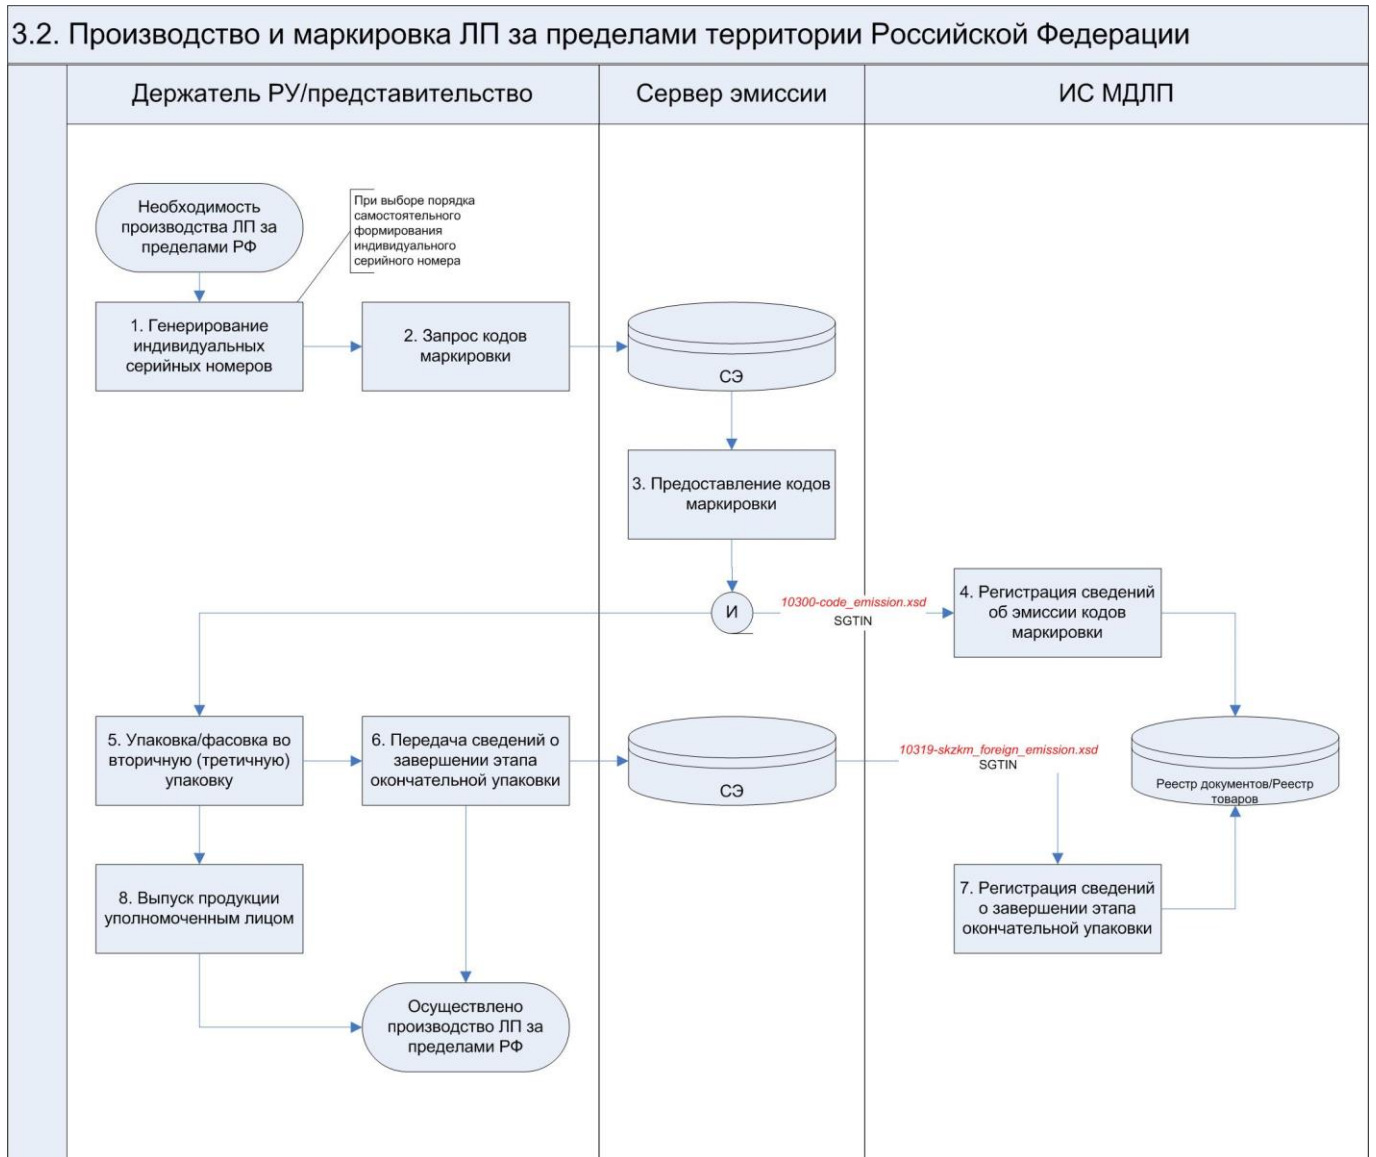 3.2. Производство и маркировка ЛП за пределами территории Российской Федерации
Держатель РУ/представительство
Сервер эмиссии
ИС МДЛП
Необходимость
производства ЛП за
пределами РФ
При выборе порядка
самостоятельного
формирования
индивидуального
серийного номера
1. Генерирование
индивидуальных
серийных номеров
2. Запрос кодов
маркировки
СЭ
3. Предоставление кодов
маркировки
И
10300-code_emission.xsd
SGTIN
4. Регистрация сведений
об эмиссии кодов
маркировки
5. Упаковка/фасовка во
вторичную (третичную)
упаковку
6. Передача сведений о
завершении этапа
окончательной упаковки
СЭ
10319-skzkm_foreign_emission.xsd
SGTIN
Реестр документов/Реестр
товаров
8. Выпуск продукции
уполномоченным лицом
7. Регистрация сведений
о завершении этапа
окончательной упаковки
Осуществлено
производство ЛП за
пределами РФ